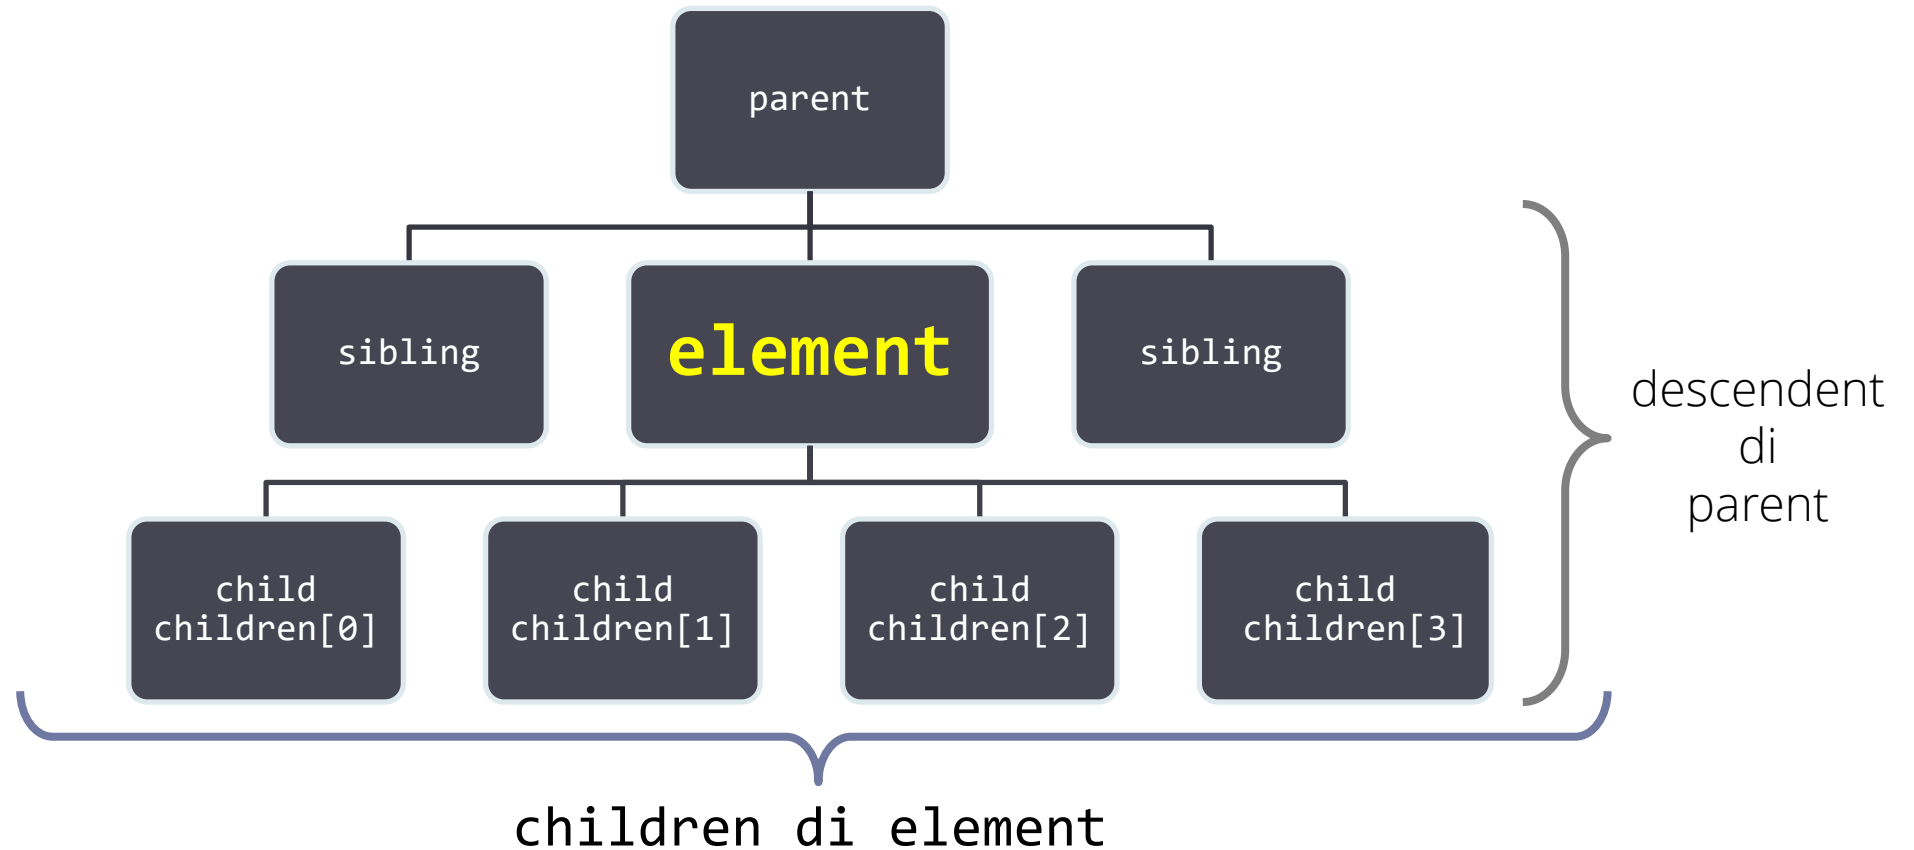 parent
sibling
element
sibling
descendent
di
parent
child
children[0]
child
children[1]
child
children[2]
child
children[3]
children di element